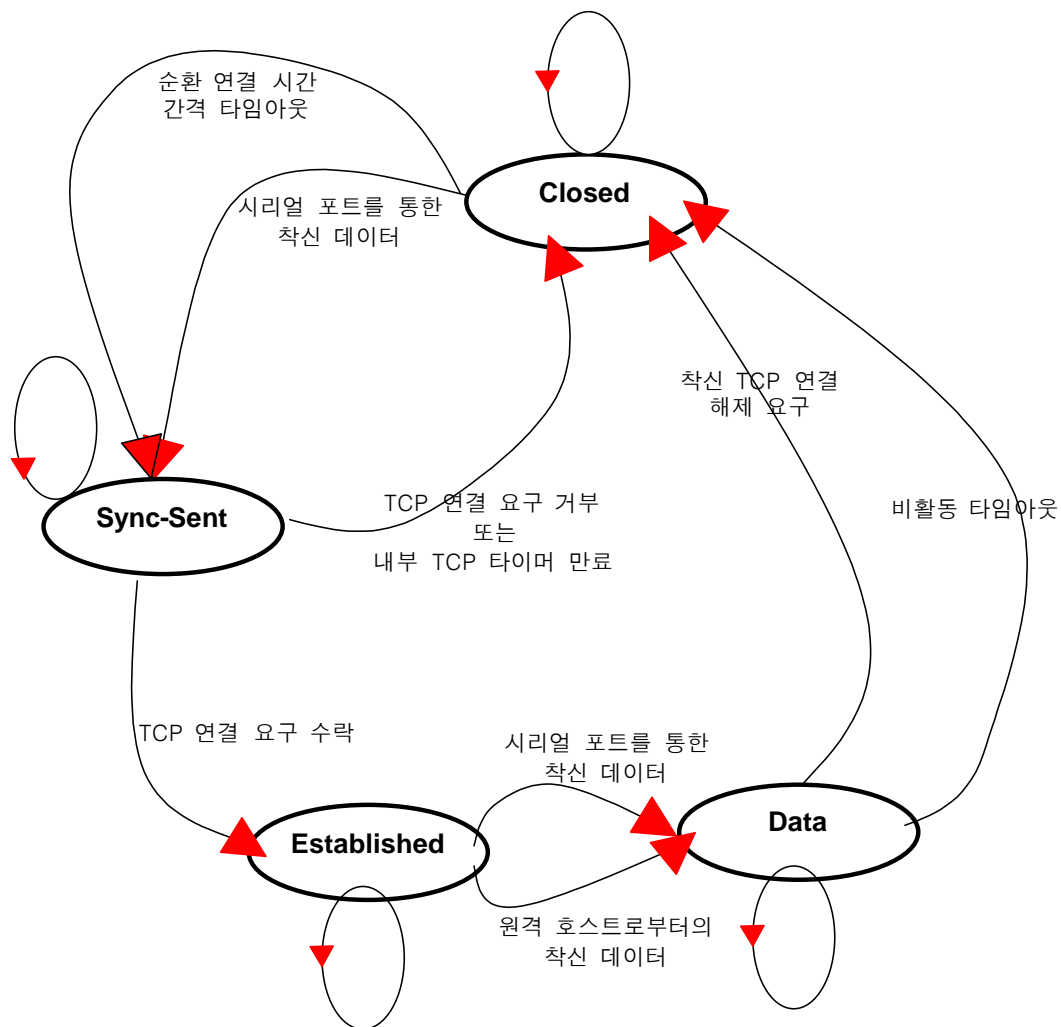 순환 연결 시간
간격 타임아웃
Closed
시리얼 포트를 통한
착신 데이터
착신 TCP 연결
해제 요구
Sync-Sent
TCP 연결 요구 거부
또는
내부 TCP 타이머 만료
비활동 타임아웃
TCP 연결 요구 수락
시리얼 포트를 통한
착신 데이터
Established
Data
원격 호스트로부터의
착신 데이터